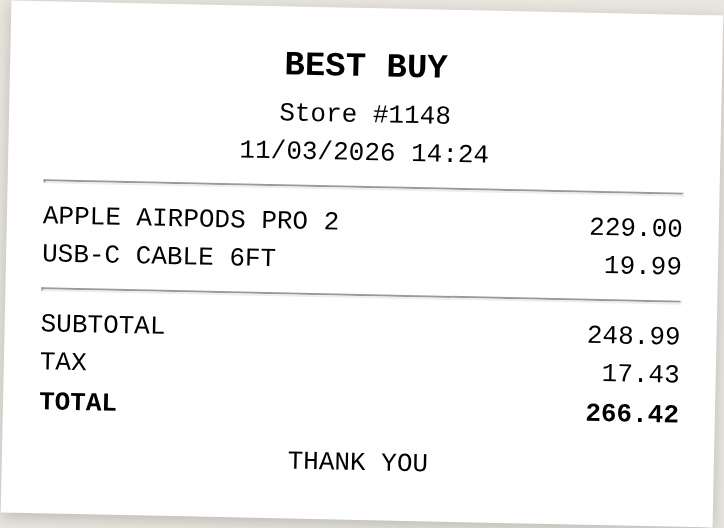 BEST BUY
Store #1148
11/03/2026 14:24
APPLE AIRPODS PRO 2 229.00
USB-C CABLE 6FT 19.99
SUBTOTAL 248.99
TAX 17.43
TOTAL 266.42
THANK YOU